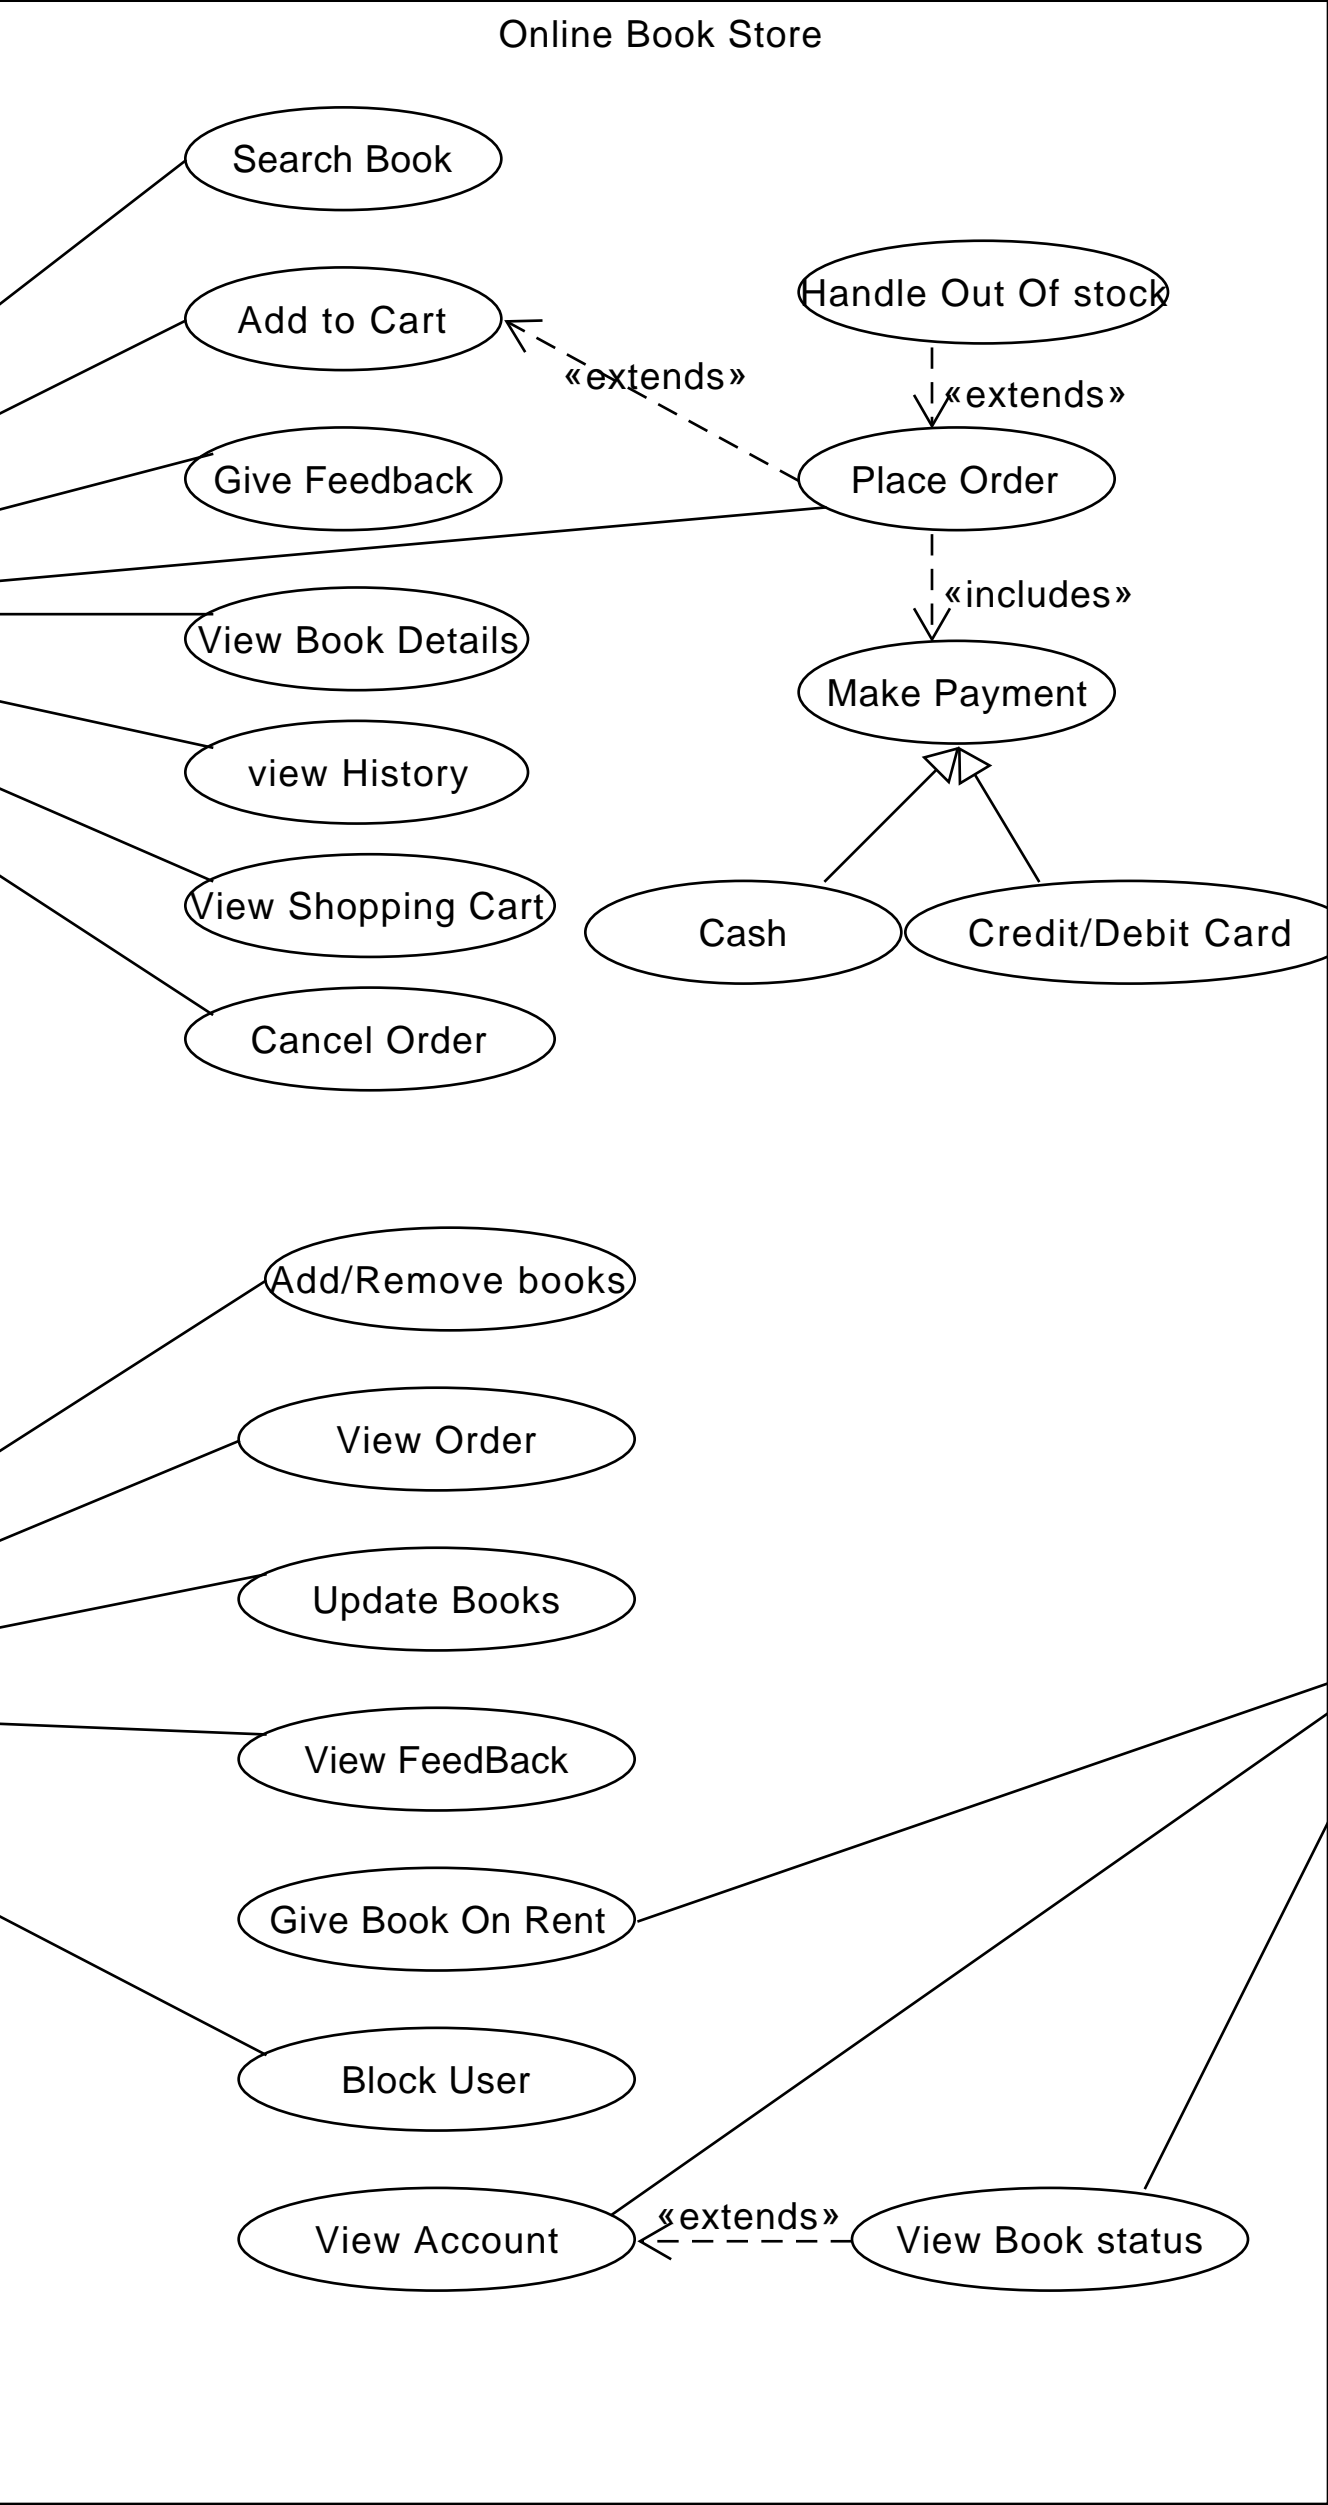 Online Book Store
Search Book
Handle Out Of stock
Add to Cart
«extends»
«extends»
Give Feedback
Place Order
«includes»
View Book Details
Make Payment
view History
View Shopping Cart
Cash
Credit/Debit Card
Cancel Order
Add/Remove books
View Order
Update Books
View FeedBack
Give Book On Rent
Block User
«extends»
View Account
View Book status